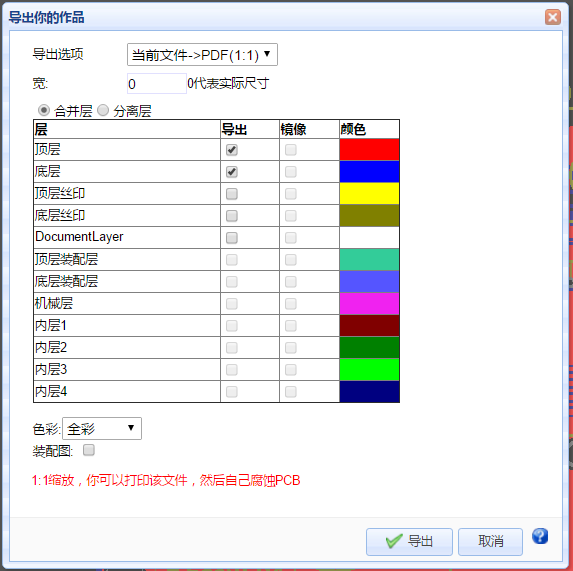 导出你的作品
导出选项 当前文件->PDF(1:1)
宽: 0 0代表实际尺寸
合并层 分离层
层 导出 镜像 颜色
顶层
底层
顶层丝印
底层丝印
DocumentLayer
顶层装配层
底层装配层
机械层
内层1
内层2
内层3
内层4
色彩: 全彩
装配图:
1:1缩放，你可以打印该文件，然后自己腐蚀PCB
导出 取消 ?